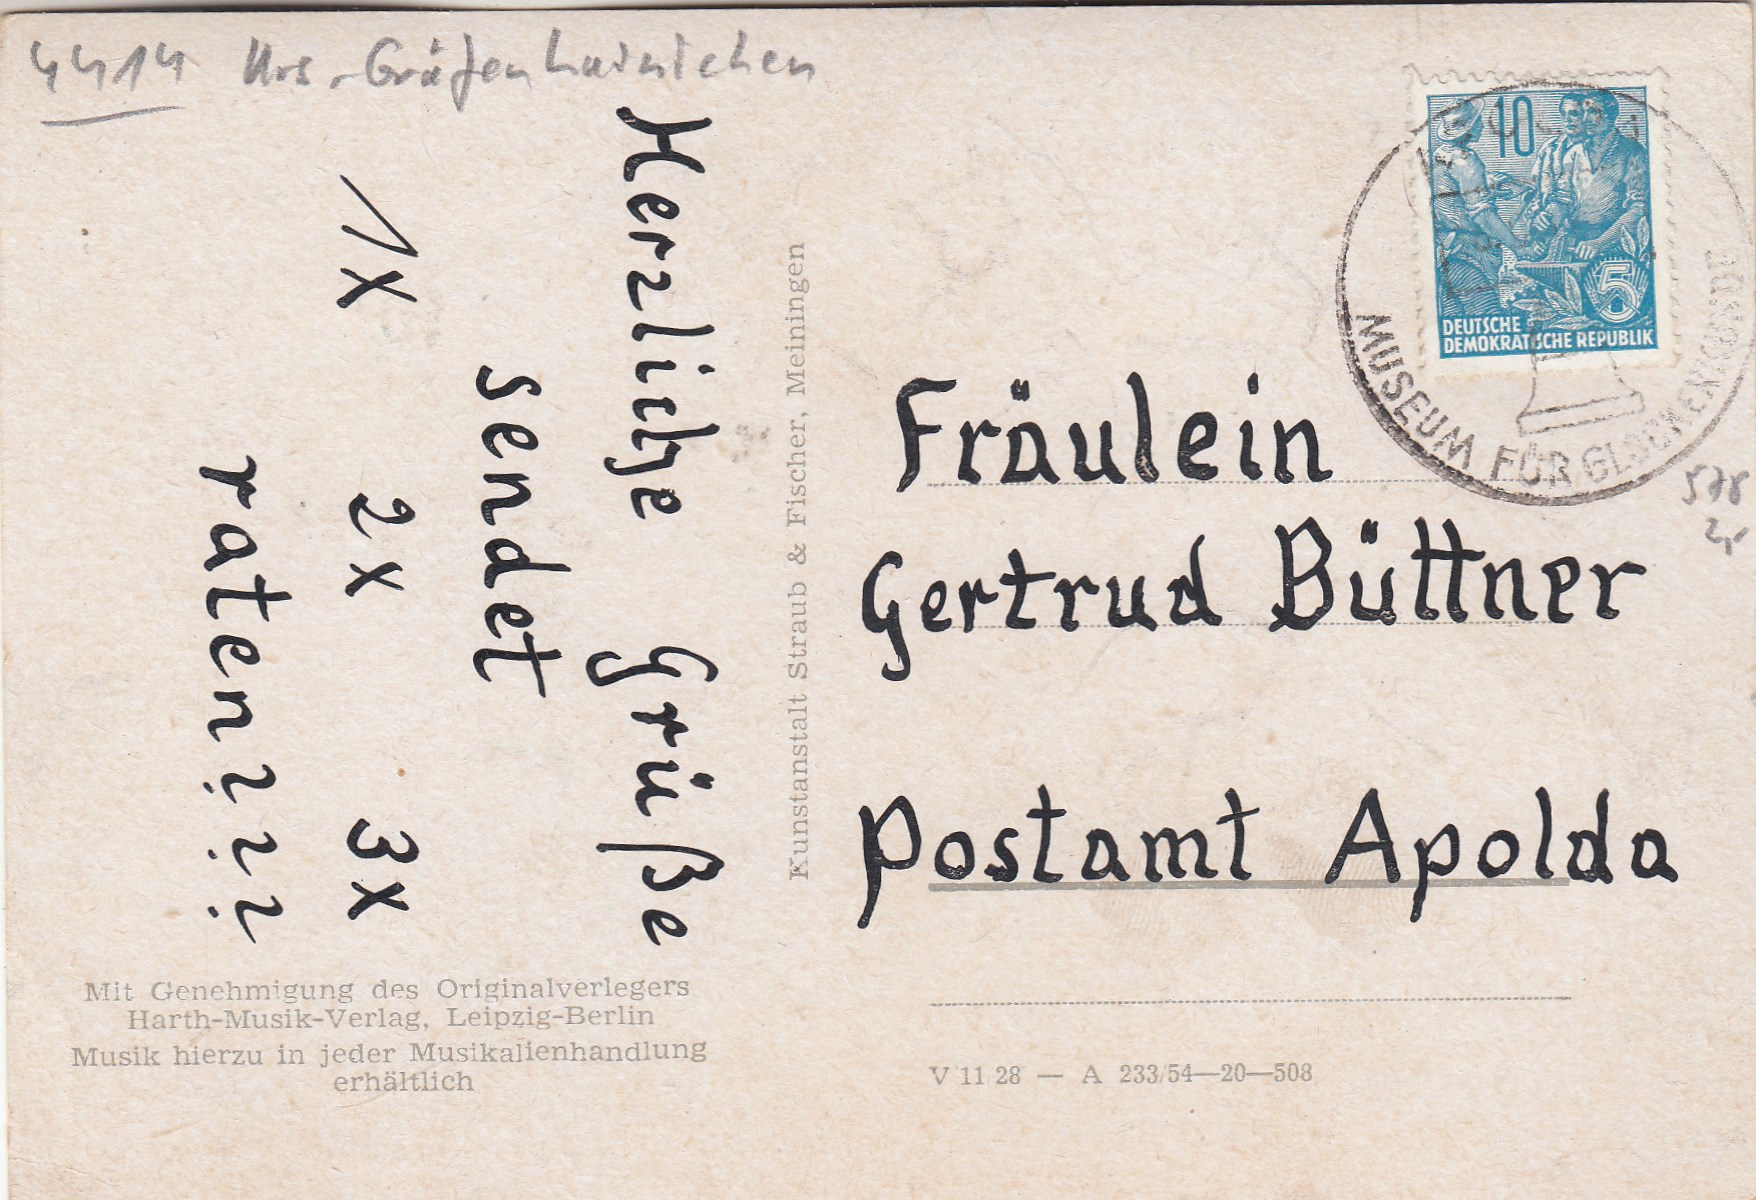 4414
10
5
DEUTSCHE
DEMOKRATISCHE REPUBLIK
MUSEUM FÜR GLOCKENKUNDE
578
Fräulein
Gertrud Büttner
Postamt Apolda
Herzliche Grüße
sendet
1x 2x 3x
raten ? ? ?
Kunstanstalt Straub & Fischer, Meiningen
Mit Genehmigung des Originalverlegers
Harth-Musik-Verlag, Leipzig-Berlin
Musik hierzu in jeder Musikalienhandlung
erhältlich
V 11 28 — A 233/54—20—508